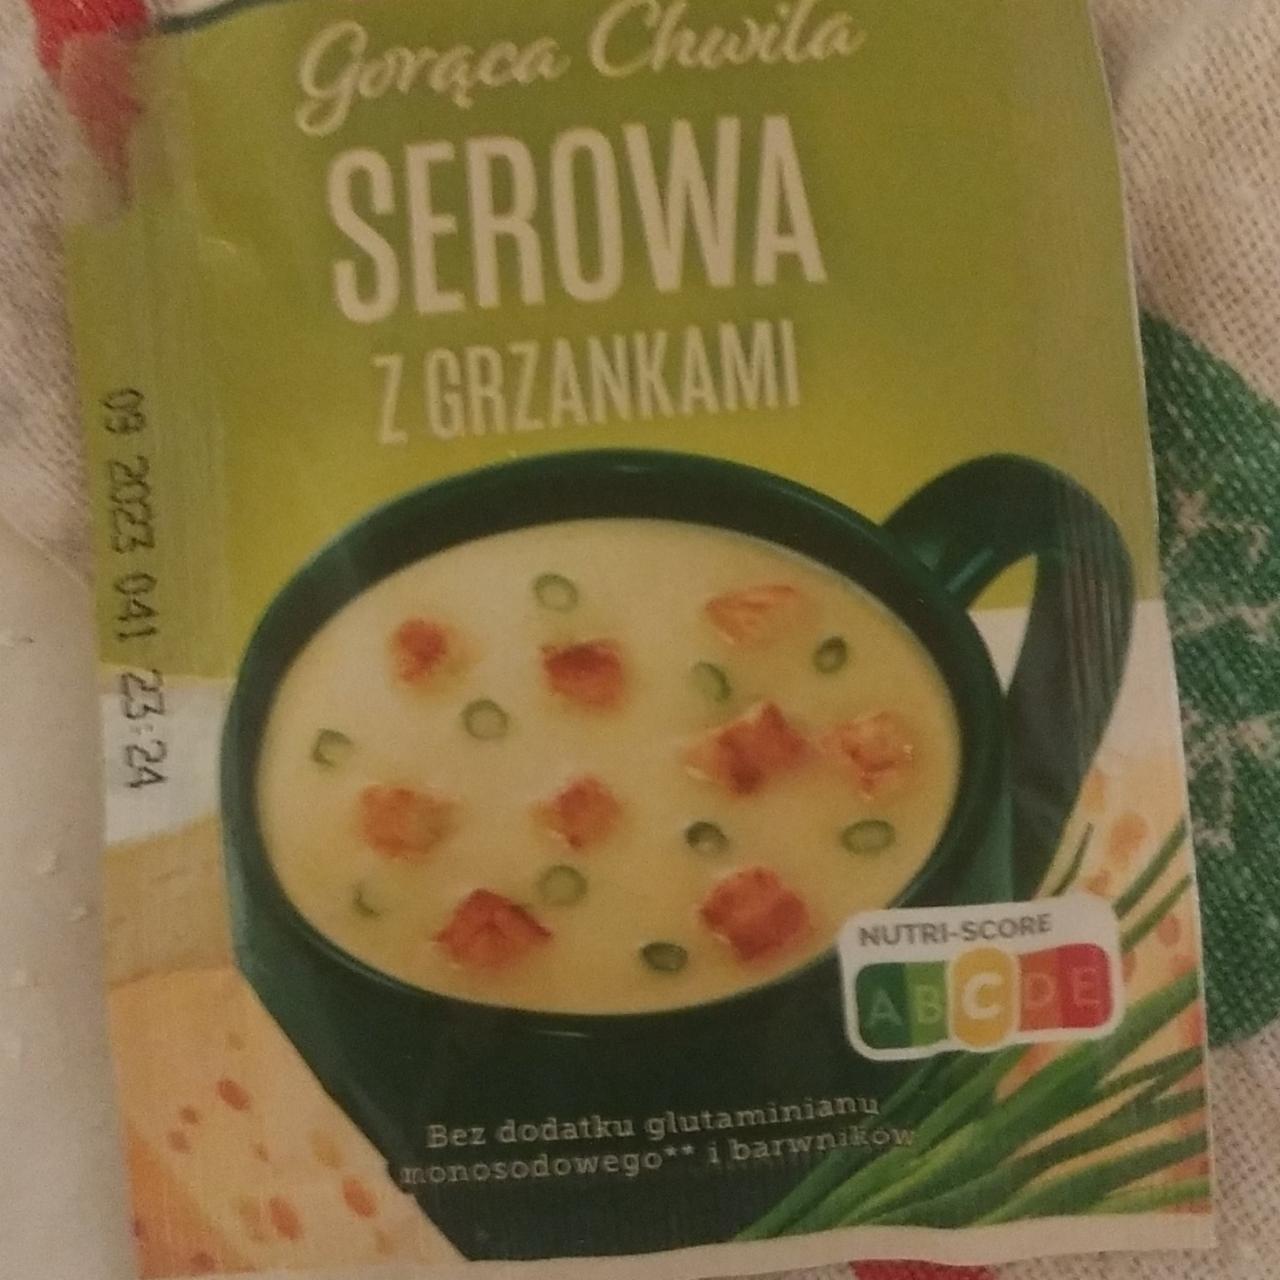 Gorąca Chwila
SEROWA
Z GRZANKAMI
09 2023 041 23:24
NUTRI-SCORE
A B C D E
Bez dodatku glutaminianu
monosodowego** i barwników